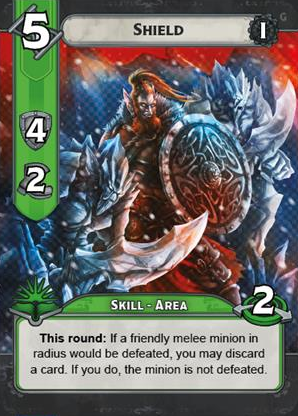 5
SHIELD
I
G
4
2
SKILL - AREA
2
This round: If a friendly melee minion in
radius would be defeated, you may discard
a card. If you do, the minion is not defeated.